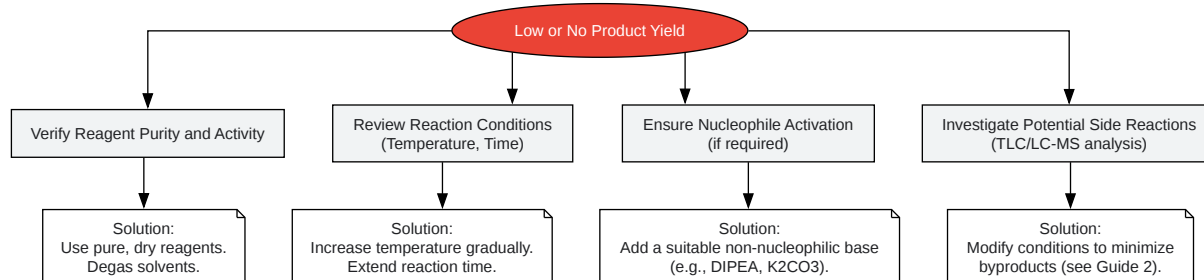 Low or No Product Yield
Verify Reagent Purity and Activity
Review Reaction Conditions
(Temperature, Time)
Ensure Nucleophile Activation
(if required)
Investigate Potential Side Reactions
(TLC/LC-MS analysis)
Solution:
Use pure, dry reagents.
Degas solvents.
Solution:
Increase temperature gradually.
Extend reaction time.
Solution:
Add a suitable non-nucleophilic base
(e.g., DIPEA, K2CO3).
Solution:
Modify conditions to minimize
byproducts (see Guide 2).